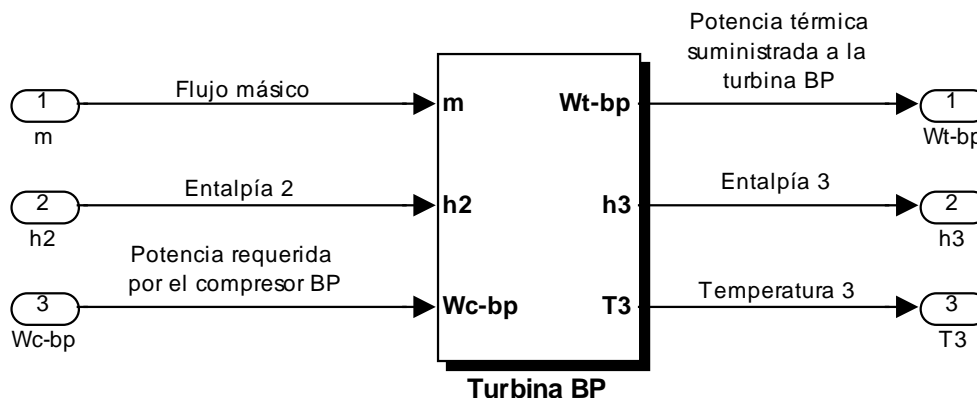 Potencia térmica
suministrada a la
turbina BP
Flujo másico
1
m
m
Wt-bp
1
Wt-bp
Entalpía 2
2
h2
h2
h3
Entalpía 3
2
h3
Potencia requerida
por el compresor BP
3
Wc-bp
Wc-bp
T3
Temperatura 3
3
T3
Turbina BP